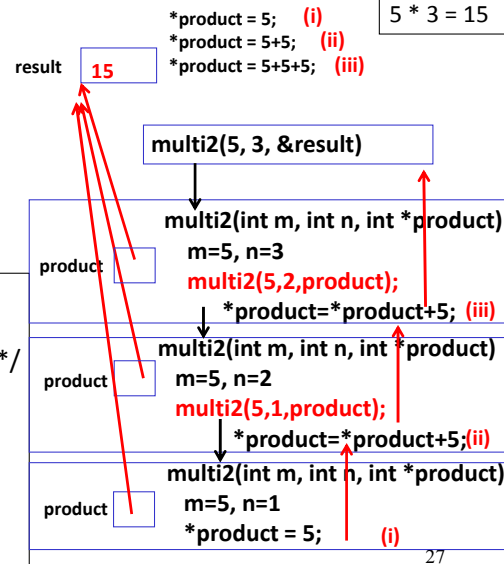 *product = 5; (i)
*product = 5+5; (ii)
*product = 5+5+5; (iii)
5 * 3 = 15
result 15
multi2(5, 3, &result)
multi2(int m, int n, int *product)
m=5, n=3
product
multi2(5,2,product);
*product=*product+5; (iii)
*/
multi2(int m, int n, int *product)
m=5, n=2
product
multi2(5,1,product);
*product=*product+5;(ii)
multi2(int m, int n, int *product)
m=5, n=1
product
*product = 5; (i)
27